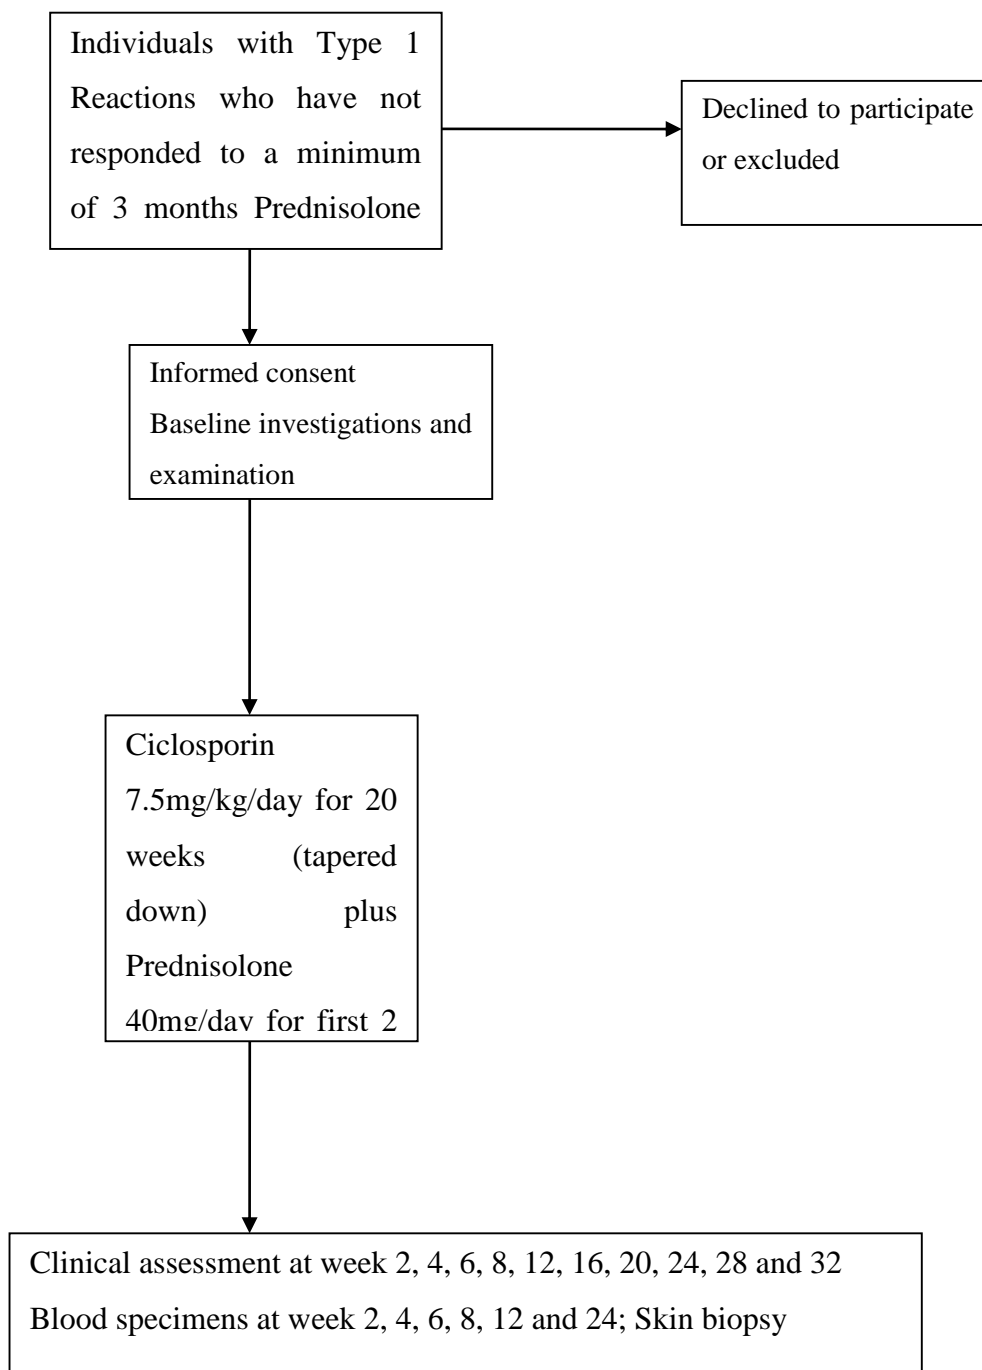 Individuals with Type 1
Reactions who have not
responded to a minimum
of 3 months Prednisolone
Declined to participate
or excluded
Informed consent
Baseline investigations and
examination
Ciclosporin
7.5mg/kg/day for 20
weeks (tapered
down) plus
Prednisolone
40mg/day for first 2
Clinical assessment at week 2, 4, 6, 8, 12, 16, 20, 24, 28 and 32
Blood specimens at week 2, 4, 6, 8, 12 and 24; Skin biopsy